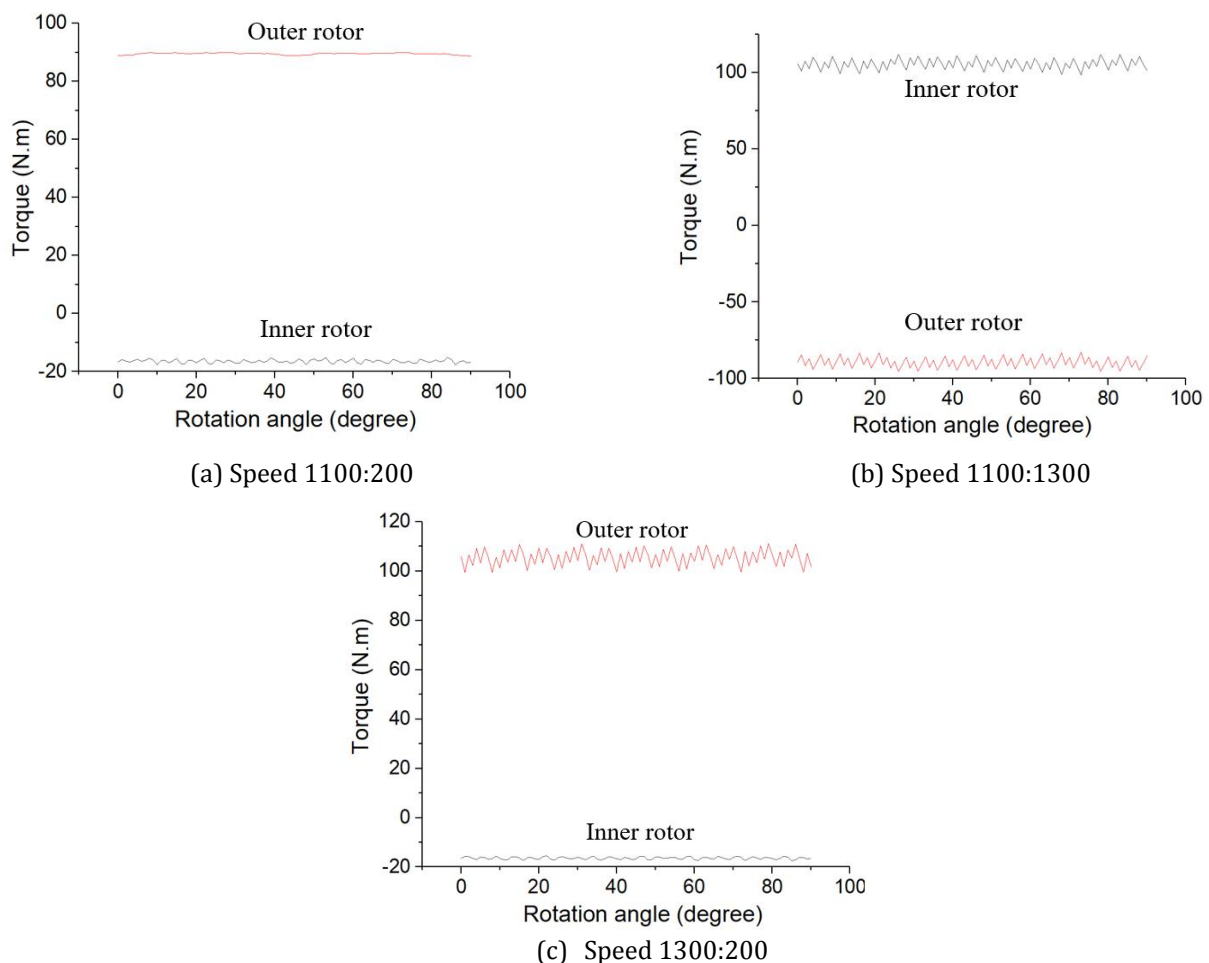 100
80
60
40
20
0
-20
Torque (N.m)
Outer rotor
Inner rotor
0 20 40 60 80 100
Rotation angle (degree)
(a) Speed 1100:200
100
50
0
-50
-100
Torque (N.m)
Inner rotor
Outer rotor
0 20 40 60 80 100
Rotation angle (degree)
(b) Speed 1100:1300
120
100
80
60
40
20
0
-20
Torque (N.m)
Outer rotor
Inner rotor
0 20 40 60 80 100
Rotation angle (degree)
(c) Speed 1300:200